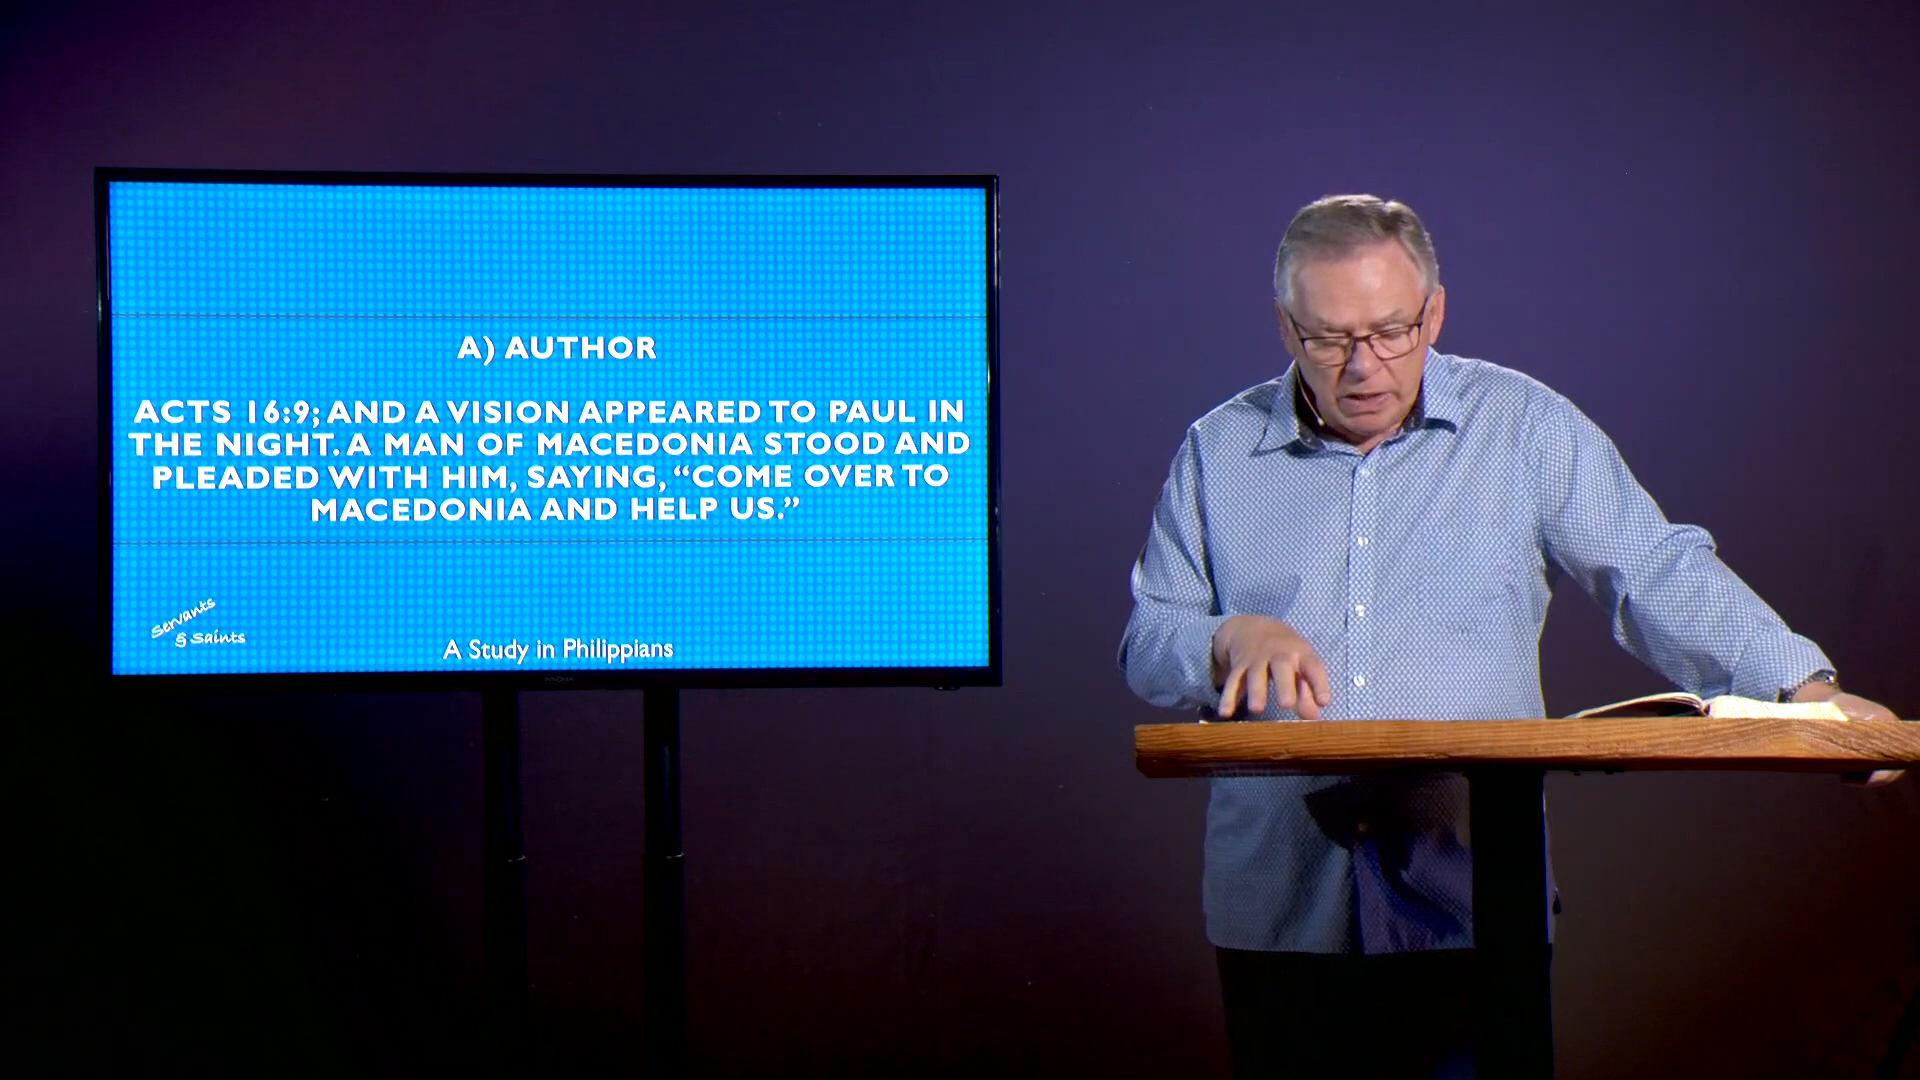 A) AUTHOR
ACTS 16:9; AND A VISION APPEARED TO PAUL IN
THE NIGHT. A MAN OF MACEDONIA STOOD AND
PLEADED WITH HIM, SAYING, “COME OVER TO
MACEDONIA AND HELP US.”
Servants
& Saints
A Study in Philippians